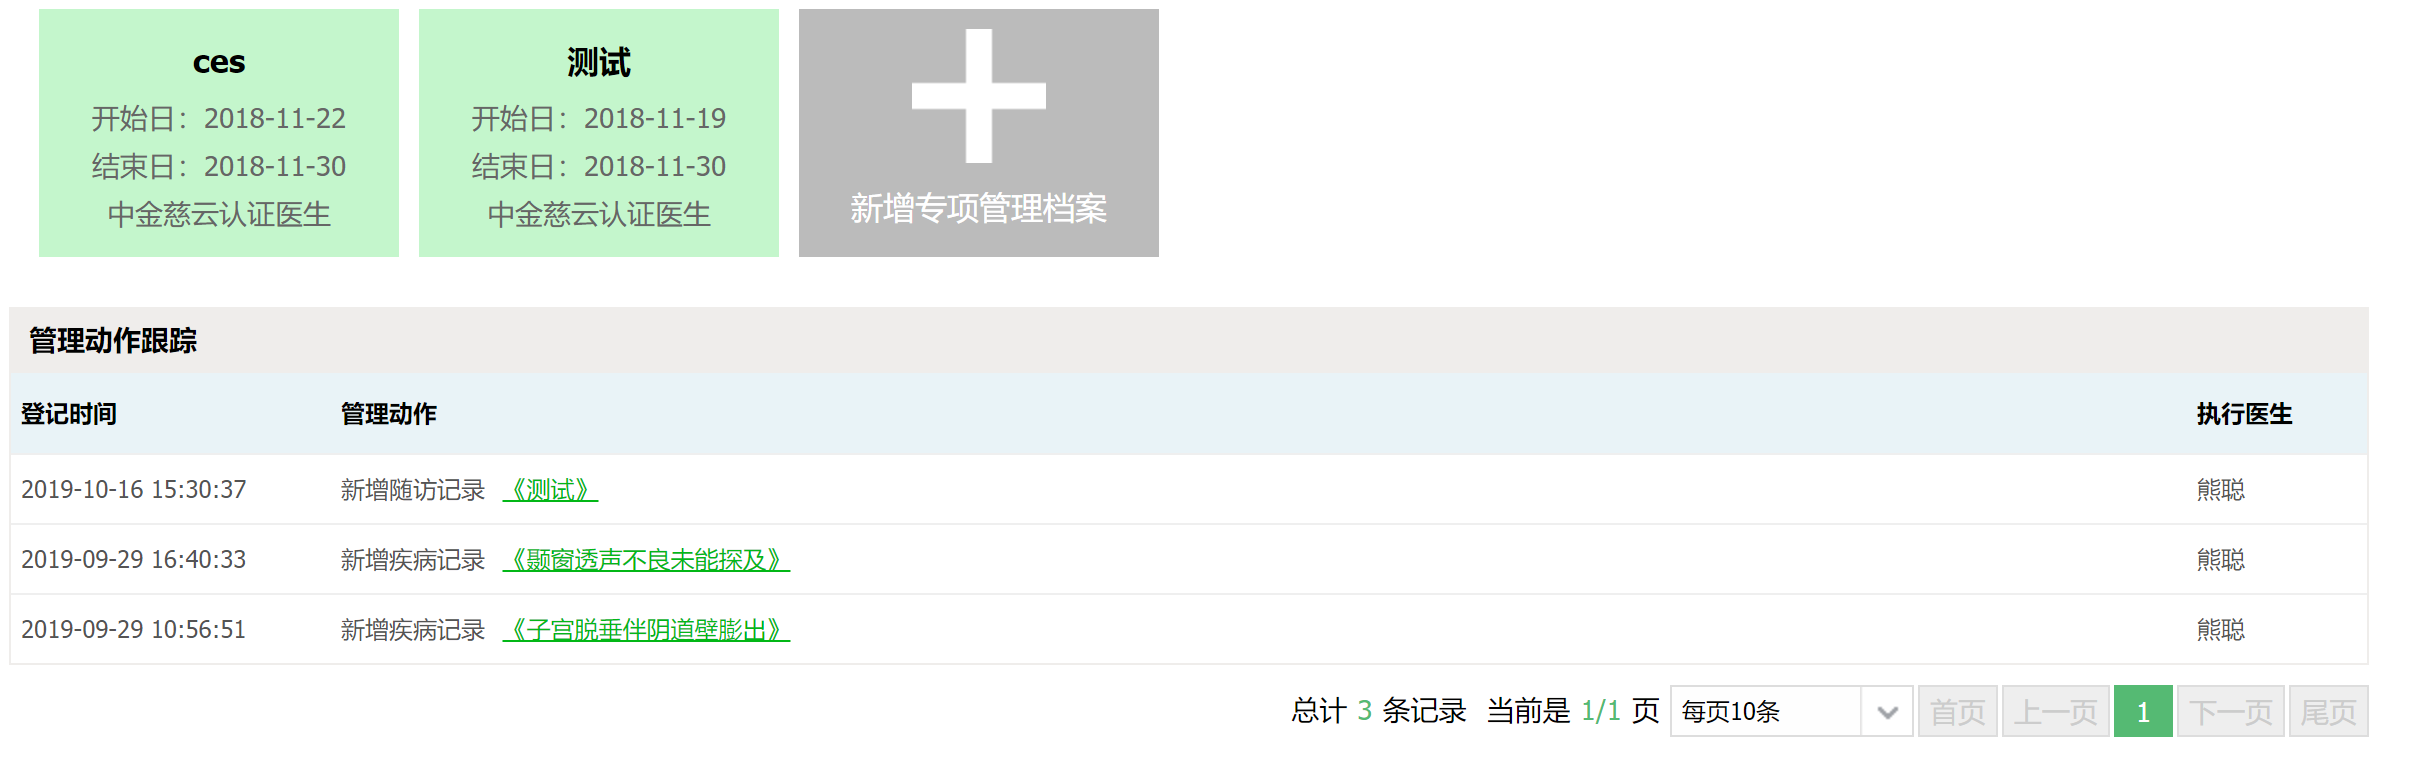 ces
开始日：2018-11-22
结束日：2018-11-30
中金慈云认证医生
测试
开始日：2018-11-19
结束日：2018-11-30
中金慈云认证医生
新增专项管理档案
管理动作跟踪
登记时间 管理动作 执行医生
2019-10-16 15:30:37 新增随访记录 《测试》 熊聪
2019-09-29 16:40:33 新增疾病记录 《颞窗透声不良未能探及》 熊聪
2019-09-29 10:56:51 新增疾病记录 《子宫脱垂伴阴道壁膨出》 熊聪
总计 3 条记录 当前是 1/1 页 每页10条 首页 上一页 1 下一页 尾页